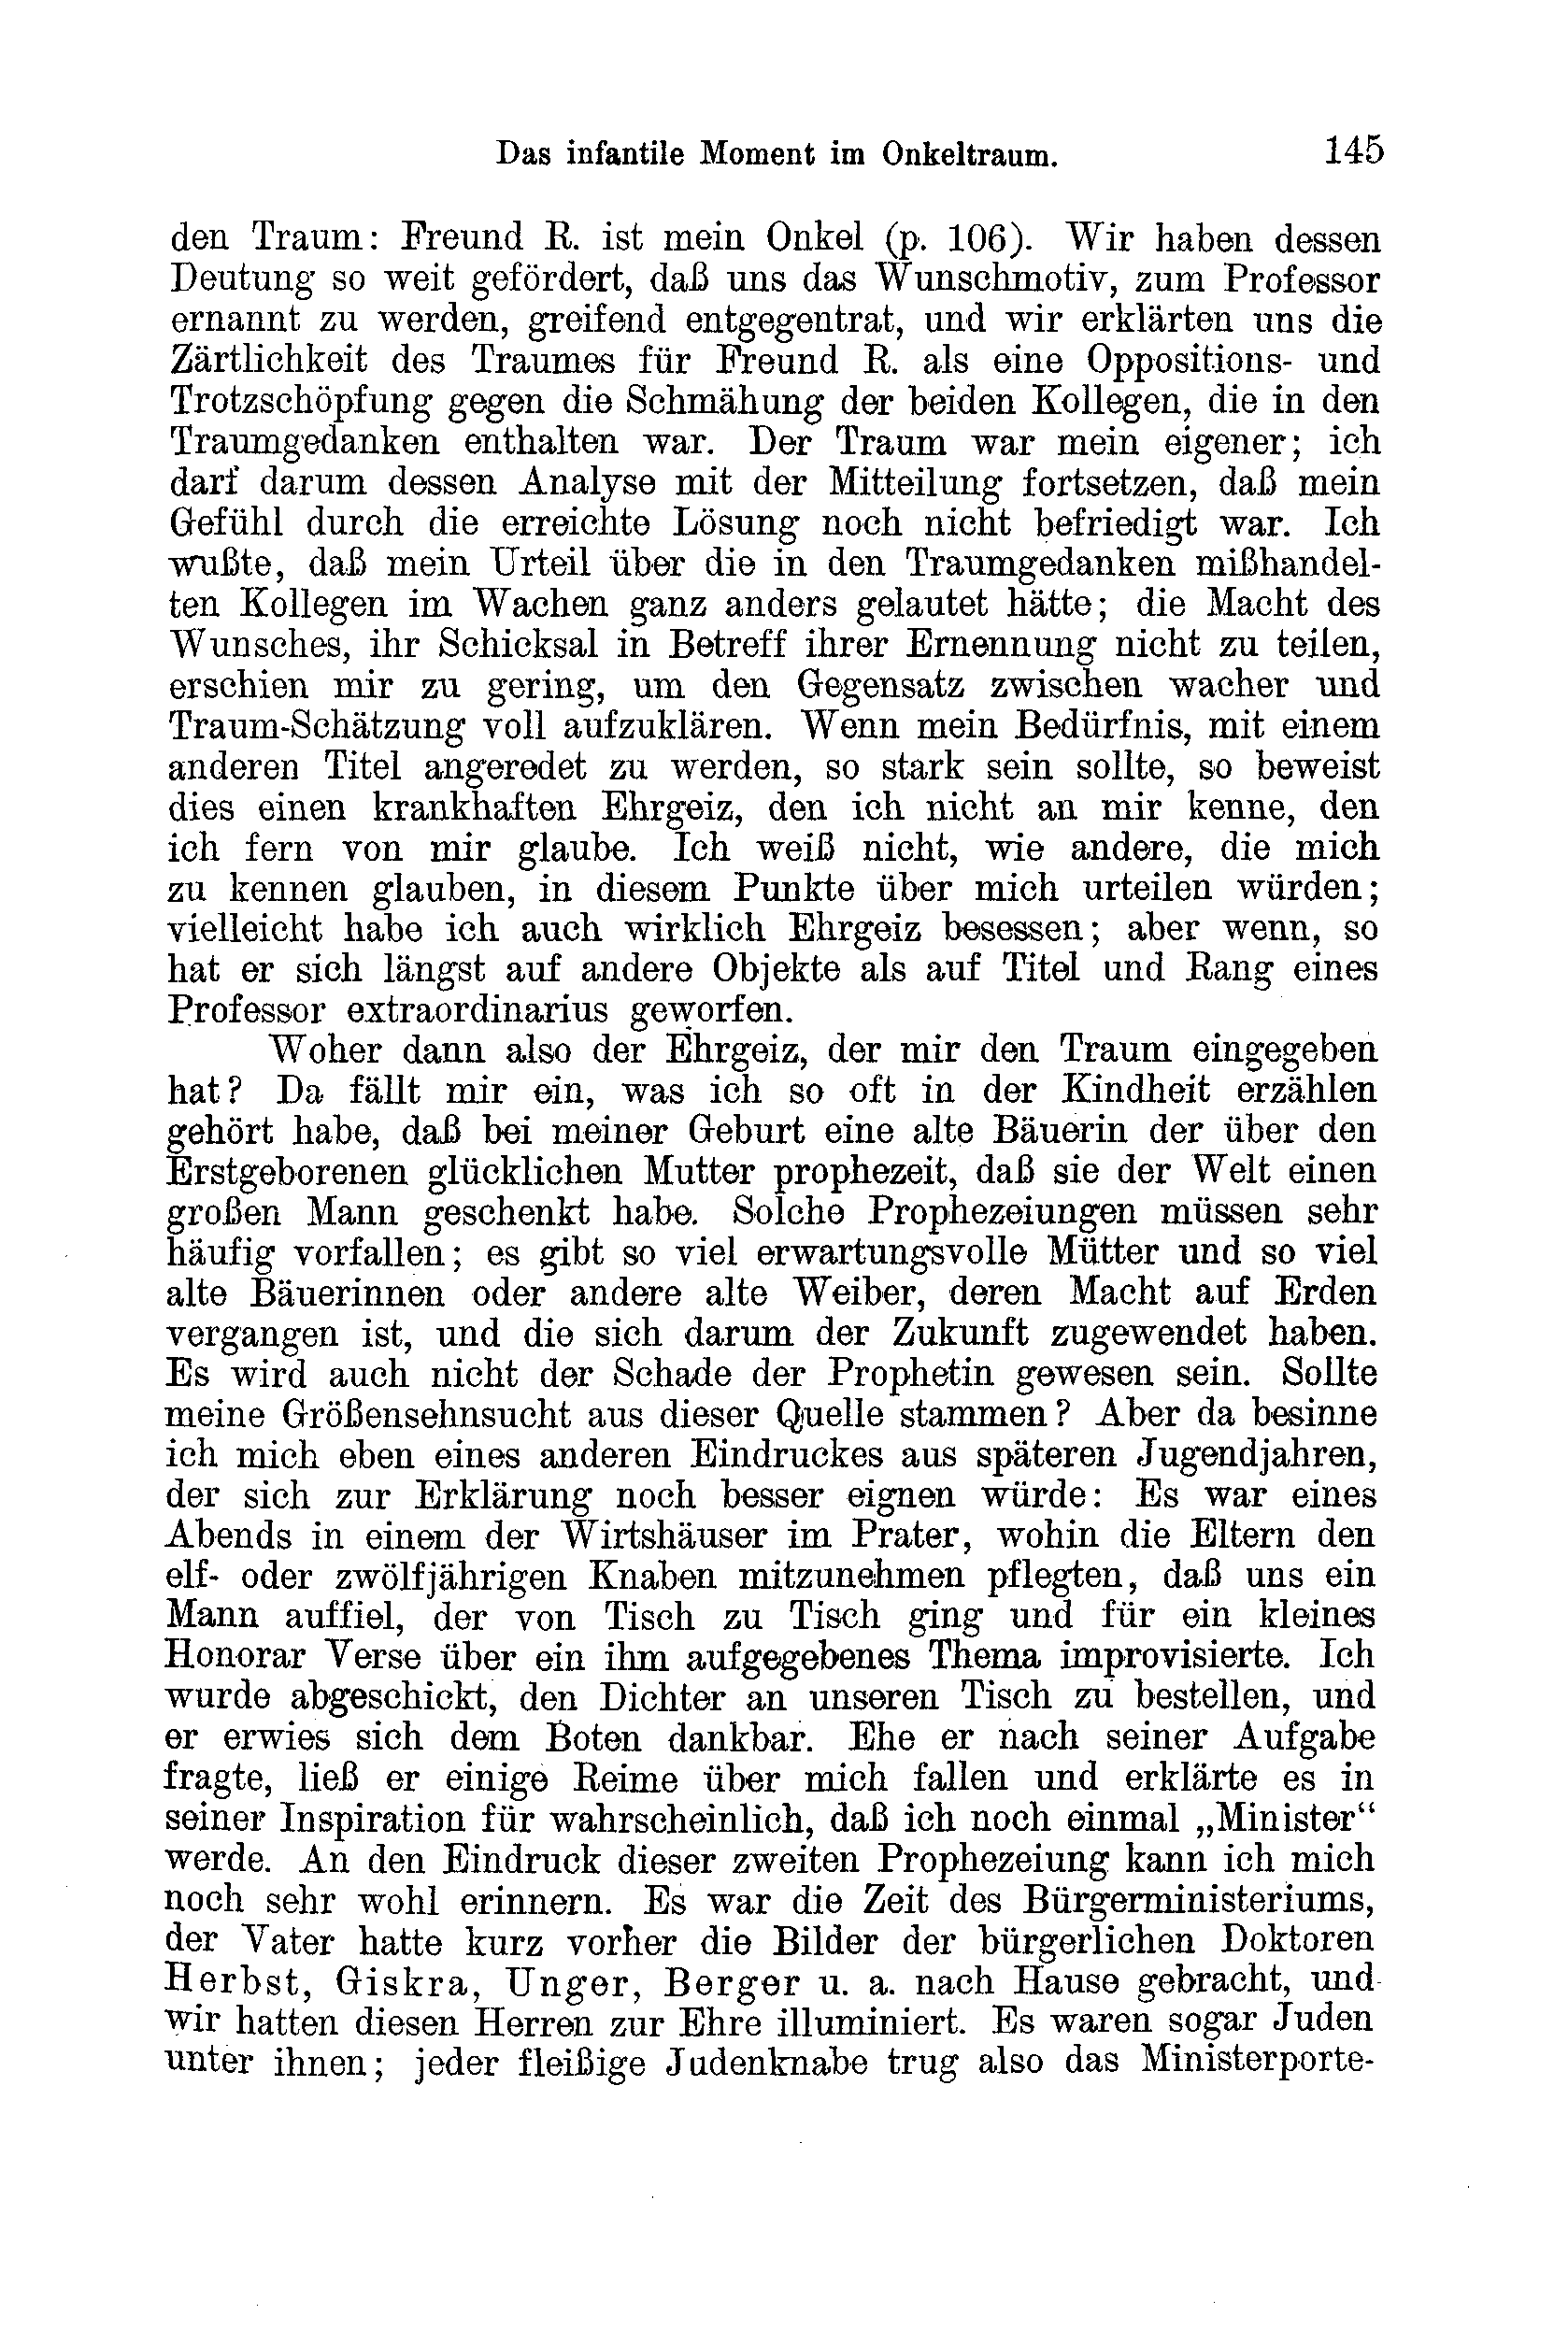 Das infantile Moment im Onkeltraum. 145
den Traum: Freund R. ist mein Onkel (p. 106). Wir haben dessen
Deutung so weit gefördert, daß uns das Wunschmotiv, zum Professor
ernannt zu werden, greifend entgegentrat, und wir erklärten uns die
Zärtlichkeit des Traumes für Freund R. als eine Oppositions- und
Trotzschöpfung gegen die Schmähung der beiden Kollegen, die in den
Traumgedanken enthalten war. Der Traum war mein eigener; ich
darf darum dessen Analyse mit der Mitteilung fortsetzen, daß mein
Gefühl durch die erreichte Lösung noch nicht befriedigt war. Ich
wußte, daß mein Urteil über die in den Traumgedanken mißhandel-
ten Kollegen im Wachen ganz anders gelautet hätte; die Macht des
Wunsches, ihr Schicksal in Betreff ihrer Ernennung nicht zu teilen,
erschien mir zu gering, um den Gegensatz zwischen wacher und
Traum-Schätzung voll aufzuklären. Wenn mein Bedürfnis, mit einem
anderen Titel angeredet zu werden, so stark sein sollte, so beweist
dies einen krankhaften Ehrgeiz, den ich nicht an mir kenne, den
ich fern von mir glaube. Ich weiß nicht, wie andere, die mich
zu kennen glauben, in diesem Punkte über mich urteilen würden;
vielleicht habe ich auch wirklich Ehrgeiz besessen; aber wenn, so
hat er sich längst auf andere Objekte als auf Titel und Rang eines
Professor extraordinarius geworfen.
Woher dann also der Ehrgeiz, der mir den Traum eingegeben
hat? Da fällt mir ein, was ich so oft in der Kindheit erzählen
gehört habe, daß bei meiner Geburt eine alte Bäuerin der über den
Erstgeborenen glücklichen Mutter prophezeit, daß sie der Welt einen
großen Mann geschenkt habe. Solche Prophezeiungen müssen sehr
häufig vorfallen; es gibt so viel erwartungsvolle Mütter und so viel
alte Bäuerinnen oder andere alte Weiber, deren Macht auf Erden
vergangen ist, und die sich darum der Zukunft zugewendet haben.
Es wird auch nicht der Schade der Prophetin gewesen sein. Sollte
meine Größensehnsucht aus dieser Quelle stammen? Aber da besinne
ich mich eben eines anderen Eindruckes aus späteren Jugendjahren,
der sich zur Erklärung noch besser eignen würde: Es war eines
Abends in einem der Wirtshäuser im Prater, wohin die Eltern den
elf- oder zwölfjährigen Knaben mitzunehmen pflegten, daß uns ein
Mann auffiel, der von Tisch zu Tisch ging und für ein kleines
Honorar Verse über ein ihm aufgegebenes Thema improvisierte. Ich
wurde abgeschickt, den Dichter an unseren Tisch zu bestellen, und
er erwies sich dem Boten dankbar. Ehe er nach seiner Aufgabe
fragte, ließ er einige Reime über mich fallen und erklärte es in
seiner Inspiration für wahrscheinlich, daß ich noch einmal „Minister“
werde. An den Eindruck dieser zweiten Prophezeiung kann ich mich
noch sehr wohl erinnern. Es war die Zeit des Bürgerministeriums,
der Vater hatte kurz vorher die Bilder der bürgerlichen Doktoren
Herbst, Giskra, Unger, Berger u. a. nach Hause gebracht, und
wir hatten diesen Herren zur Ehre illuminiert. Es waren sogar Juden
unter ihnen; jeder fleißige Judenknabe trug also das Ministerporte-